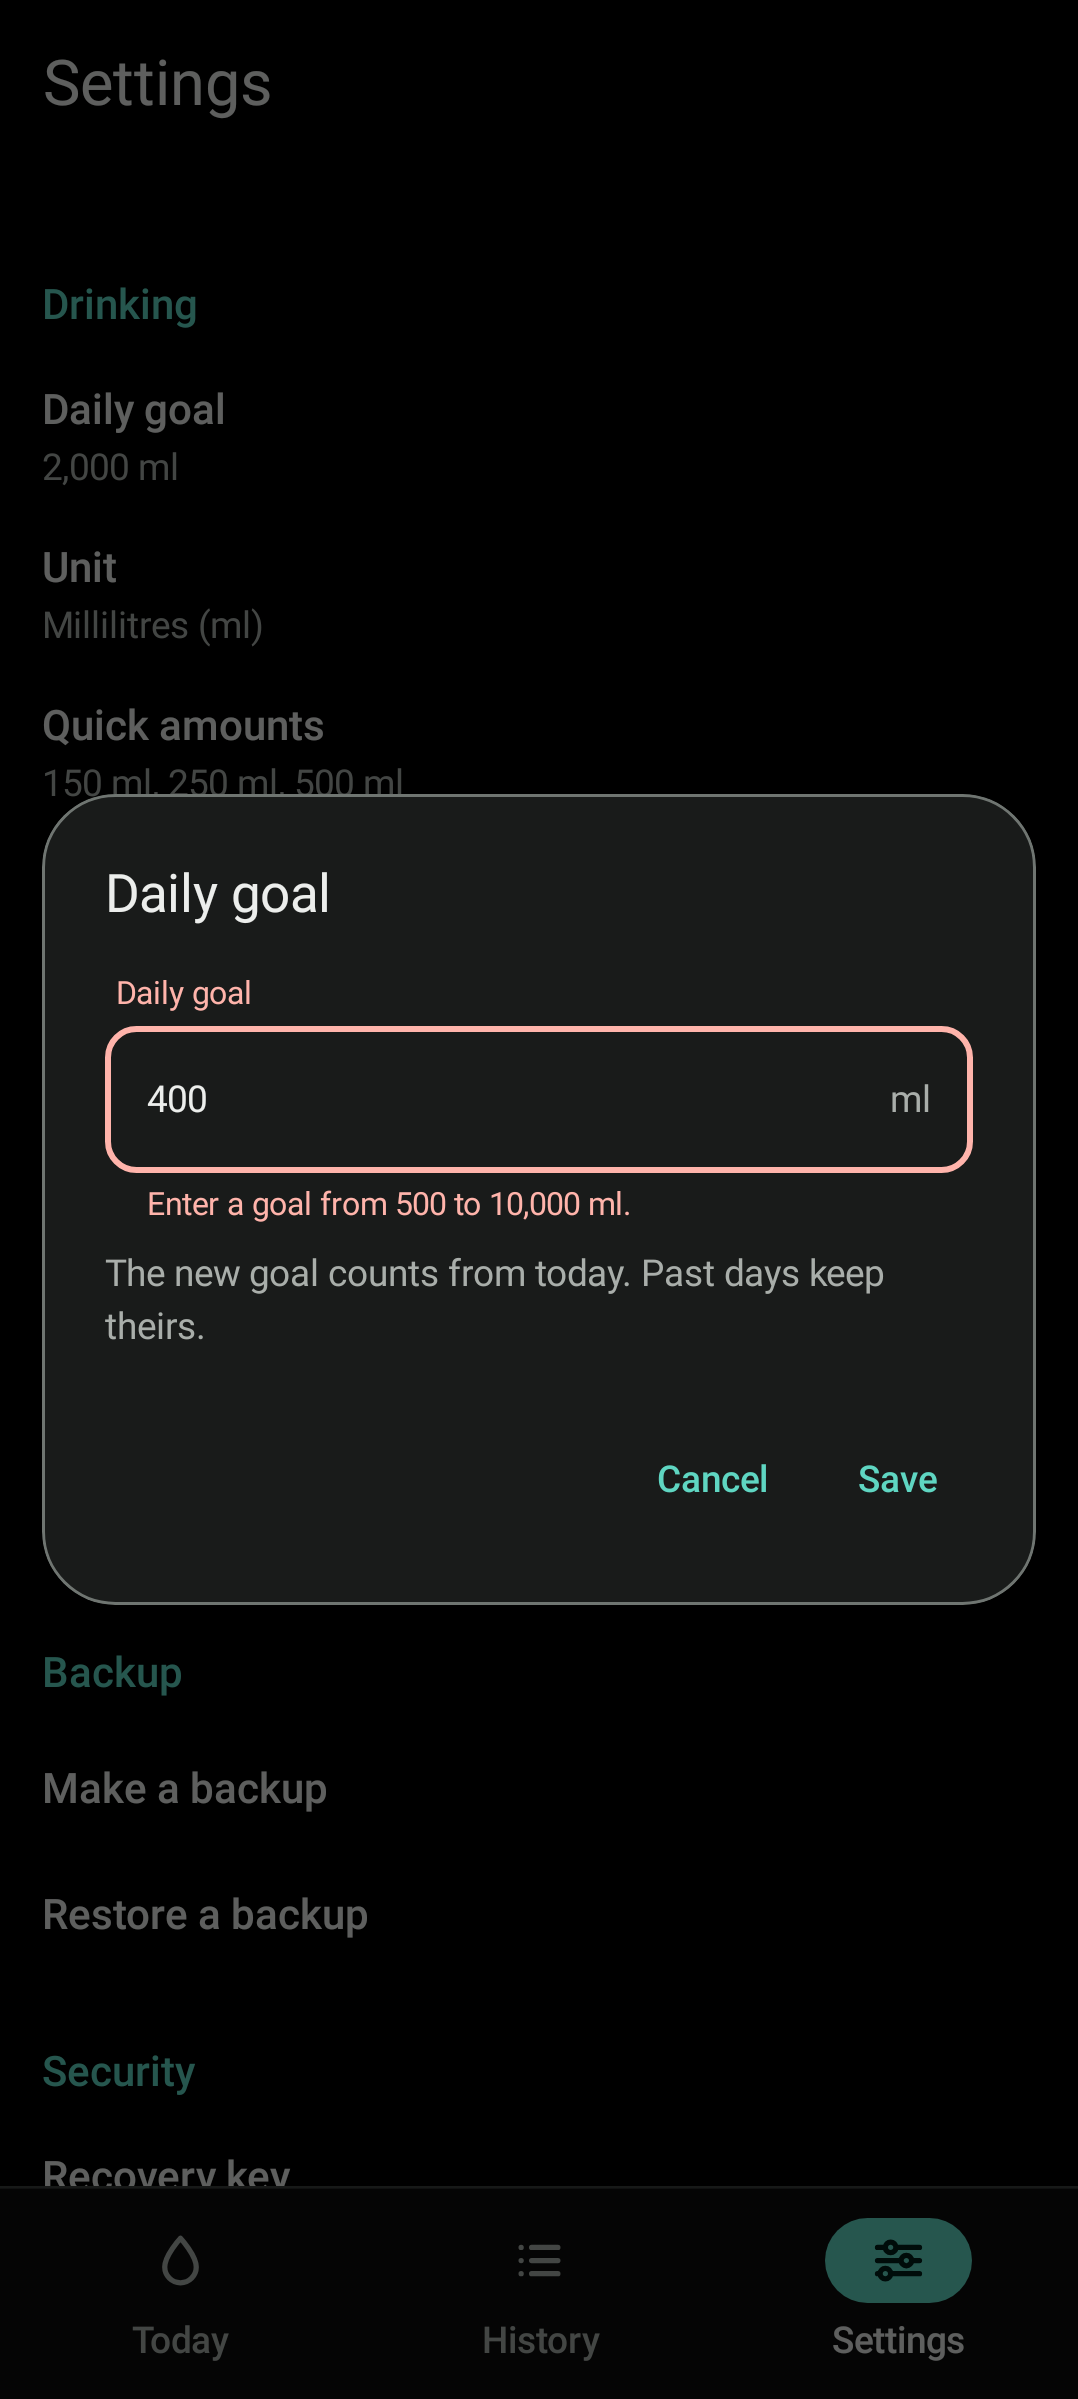 Settings
Drinking
Daily goal
2,000 ml
Unit
Millilitres (ml)
Quick amounts
150 ml, 250 ml, 500 ml
Daily goal
Daily goal
400 ml
Enter a goal from 500 to 10,000 ml.
The new goal counts from today. Past days keep
theirs.
Cancel Save
Backup
Make a backup
Restore a backup
Security
Recovery key
Today History Settings